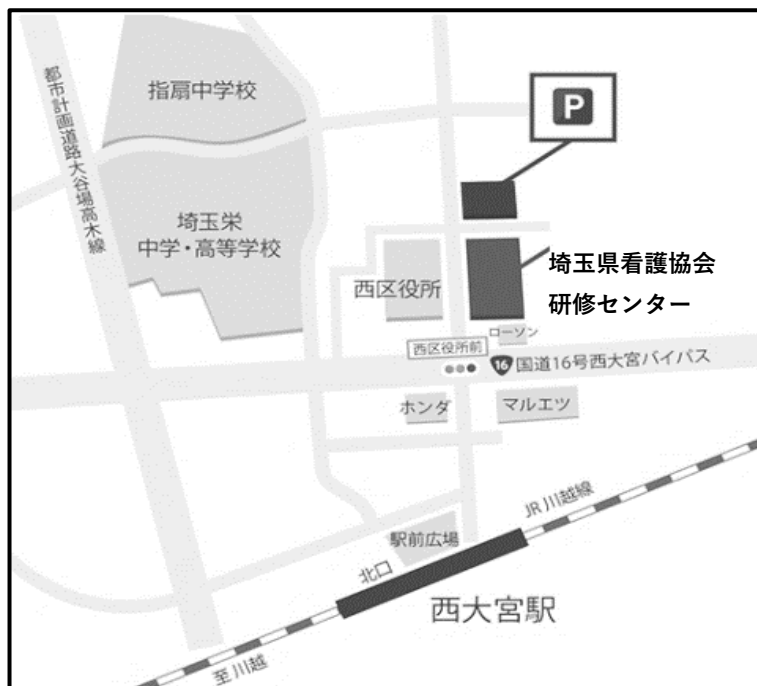 指扇中学校
P
都市計画道路大谷場高木線
埼玉栄
中学・高等学校
西区役所
埼玉県看護協会
研修センター
ローソン
西区役所前
16
国道16号西大宮バイパス
ホンダ
マルエツ
JR川越線
駅前広場
北口
西大宮駅
至川越